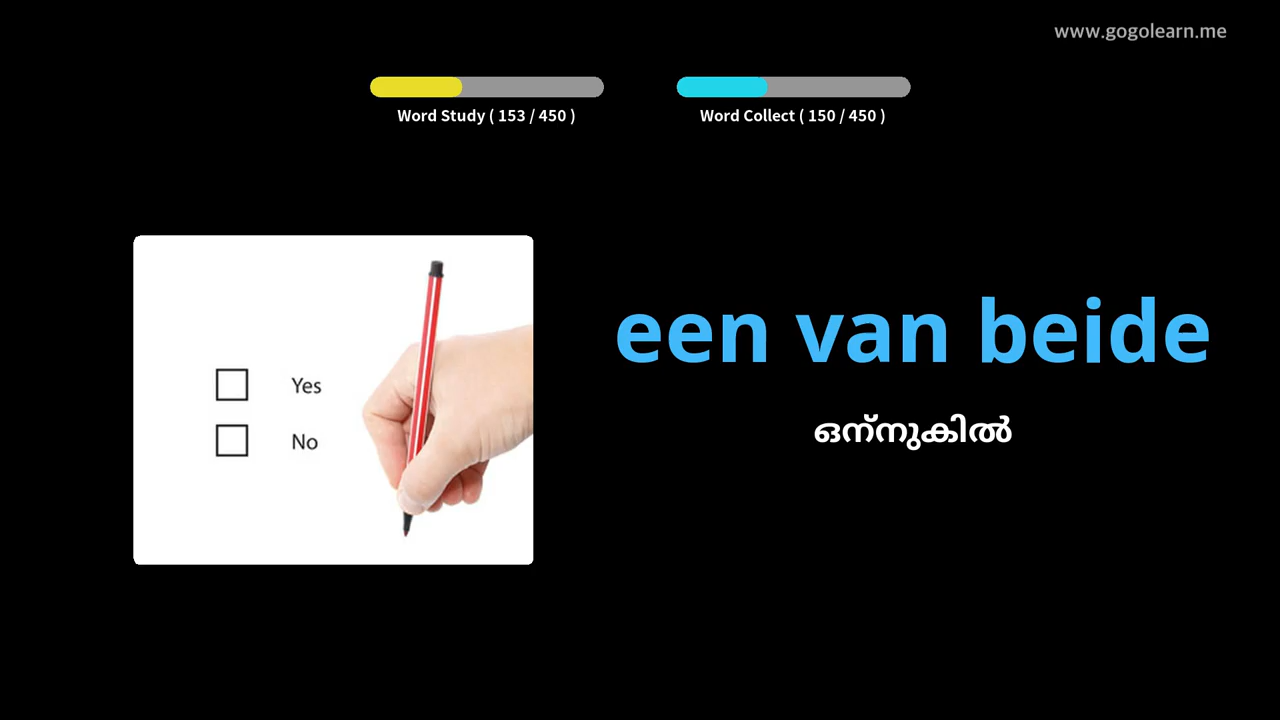 www.gogolearn.me
Word Study ( 153 / 450 )
Word Collect ( 150 / 450 )
Yes
No
een van beide
ഒന്നുകിൽ